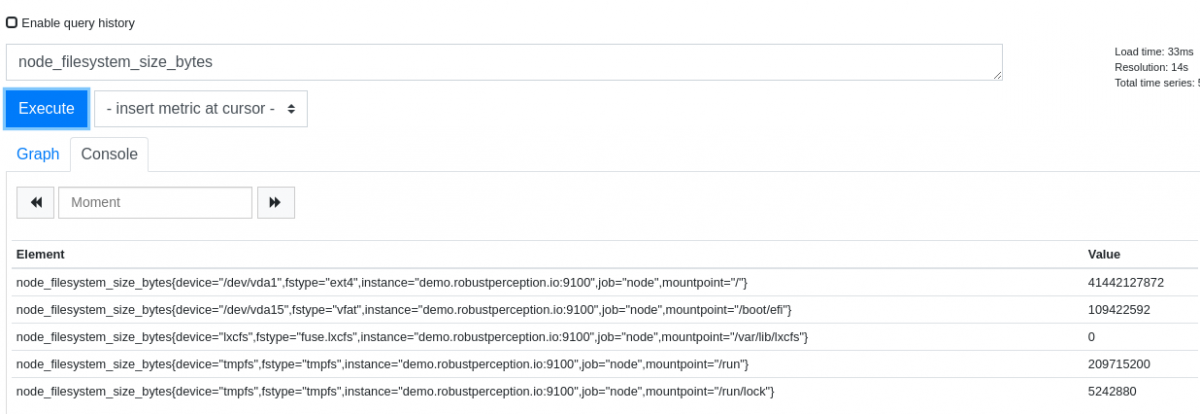 Enable query history
node_filesystem_size_bytes
Load time: 33ms
Resolution: 14s
Total time series: 5
Execute
- insert metric at cursor -
Graph
Console
Moment
Element Value
node_filesystem_size_bytes{device="/dev/vda1",fstype="ext4",instance="demo.robustperception.io:9100",job="node",mountpoint="/"} 41442127872
node_filesystem_size_bytes{device="/dev/vda15",fstype="vfat",instance="demo.robustperception.io:9100",job="node",mountpoint="/boot/efi"} 109422592
node_filesystem_size_bytes{device="lxcfs",fstype="fuse.lxcfs",instance="demo.robustperception.io:9100",job="node",mountpoint="/var/lib/lxcfs"} 0
node_filesystem_size_bytes{device="tmpfs",fstype="tmpfs",instance="demo.robustperception.io:9100",job="node",mountpoint="/run"} 209715200
node_filesystem_size_bytes{device="tmpfs",fstype="tmpfs",instance="demo.robustperception.io:9100",job="node",mountpoint="/run/lock"} 5242880